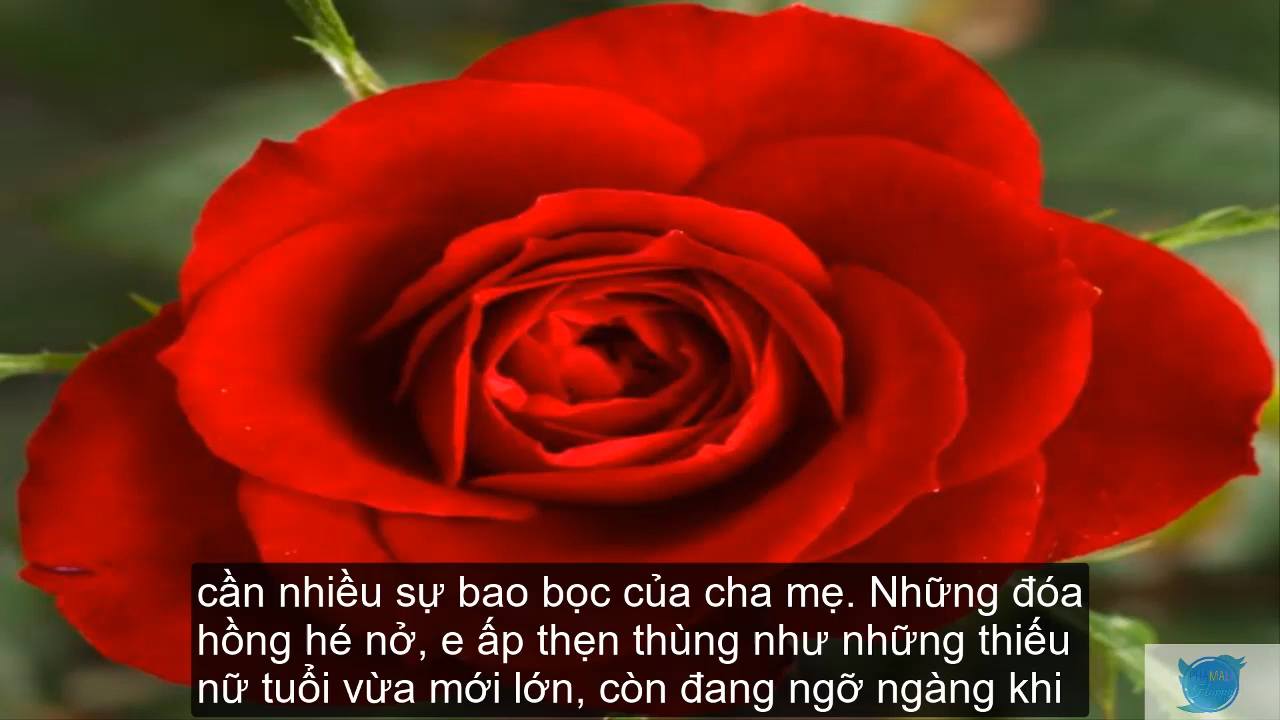 cần nhiều sự bao bọc của cha mẹ. Những đóa
hồng hé nở, e ấp thẹn thùng như những thiếu
nữ tuổi vừa mới lớn, còn đang ngỡ ngàng khi